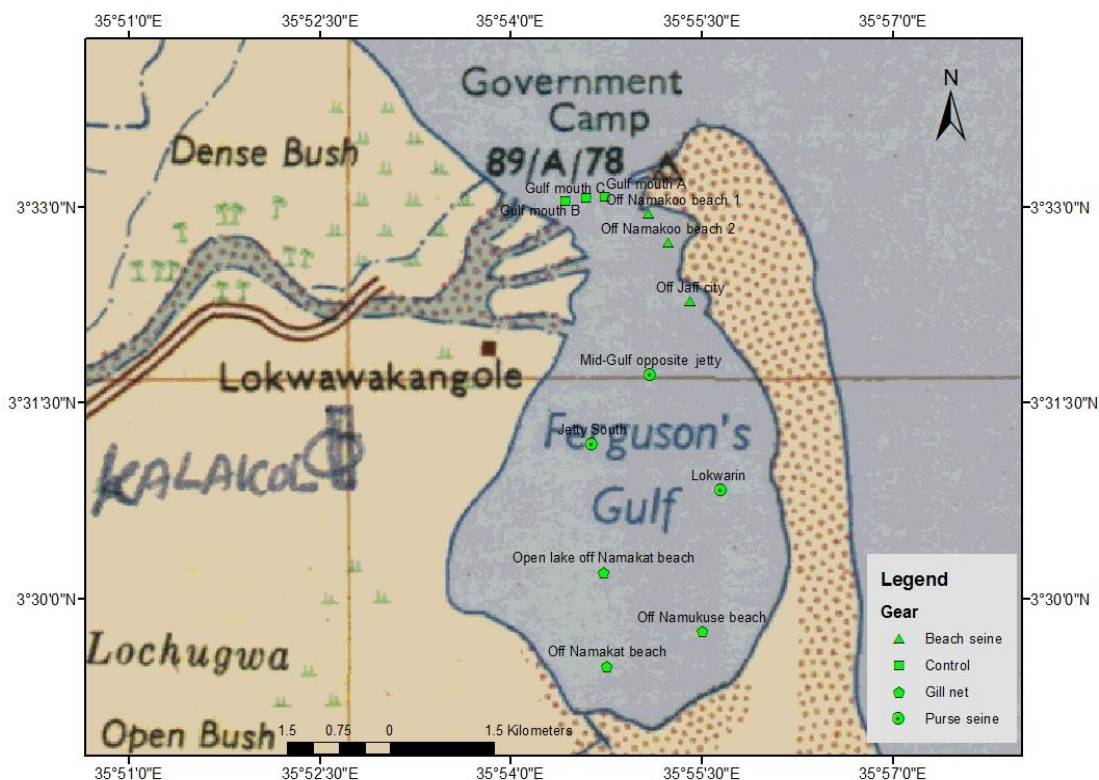 35°51'0"E 35°52'30"E 35°54'0"E 35°55'30"E 35°57'0"E
N
Government
Camp
Dense Bush
89/A/78
Gulf mouth C Gulf mouth A
3°33'0"N Gulf mouth B Off Namakoo beach 1 3°33'0"N
Off Namakoo beach 2
Off Jaff city
Mid-Gulf opposite jetty
Lokwawakangole
3°31'30"N 3°31'30"N
Jetty South
Ferguson's
KALAKOL
Lokwarin
Gulf
Open lake off Namakat beach
Legend
Gear
3°30'0"N 3°30'0"N
Off Namukuse beach
Beach seine
Lochugwa
Off Namakat beach
Control
Gill net
Purse seine
Open Bush
1.5 0.75 0 1.5 Kilometers
35°51'0"E 35°52'30"E 35°54'0"E 35°55'30"E 35°57'0"E